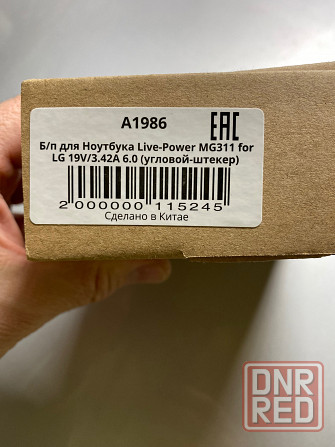 A1986
EAC
Б/п для Ноутбука Live-Power MG311 for
LG 19V/3.42A 6.0 (угловой-штекер)
2 000000 115245
Сделано в Китае
DNR
RED